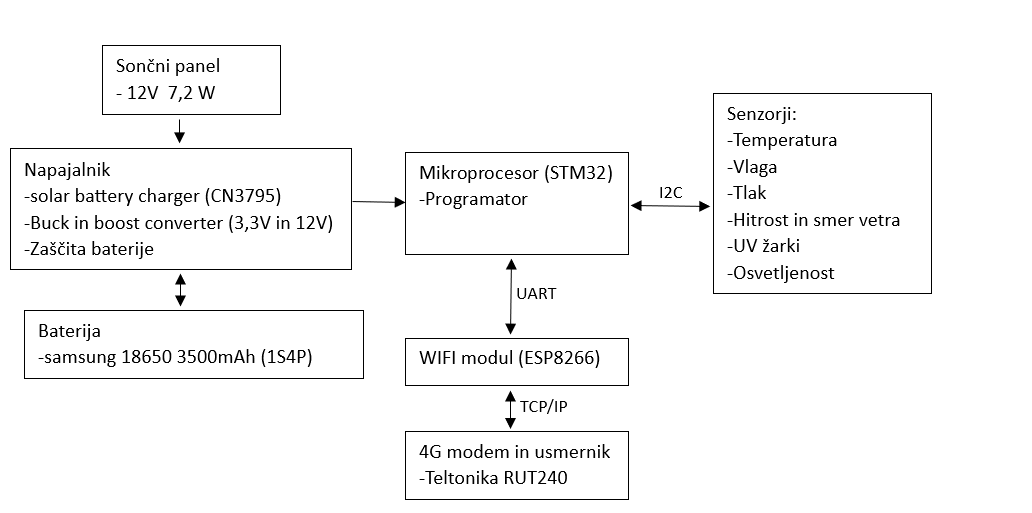 Sončni panel
- 12V  7,2 W
Napajalnik
-solar battery charger (CN3795)
-Buck in boost converter (3,3V in 12V)
-Zaščita baterije
Baterija
-samsung 18650 3500mAh (1S4P)
Mikroprocesor (STM32)
-Programator
I2C
Senzorji:
-Temperatura
-Vlaga
-Tlak
-Hitrost in smer vetra
-UV žarki
-Osvetljenost
UART
WIFI modul (ESP8266)
TCP/IP
4G modem in usmernik
-Teltonika RUT240